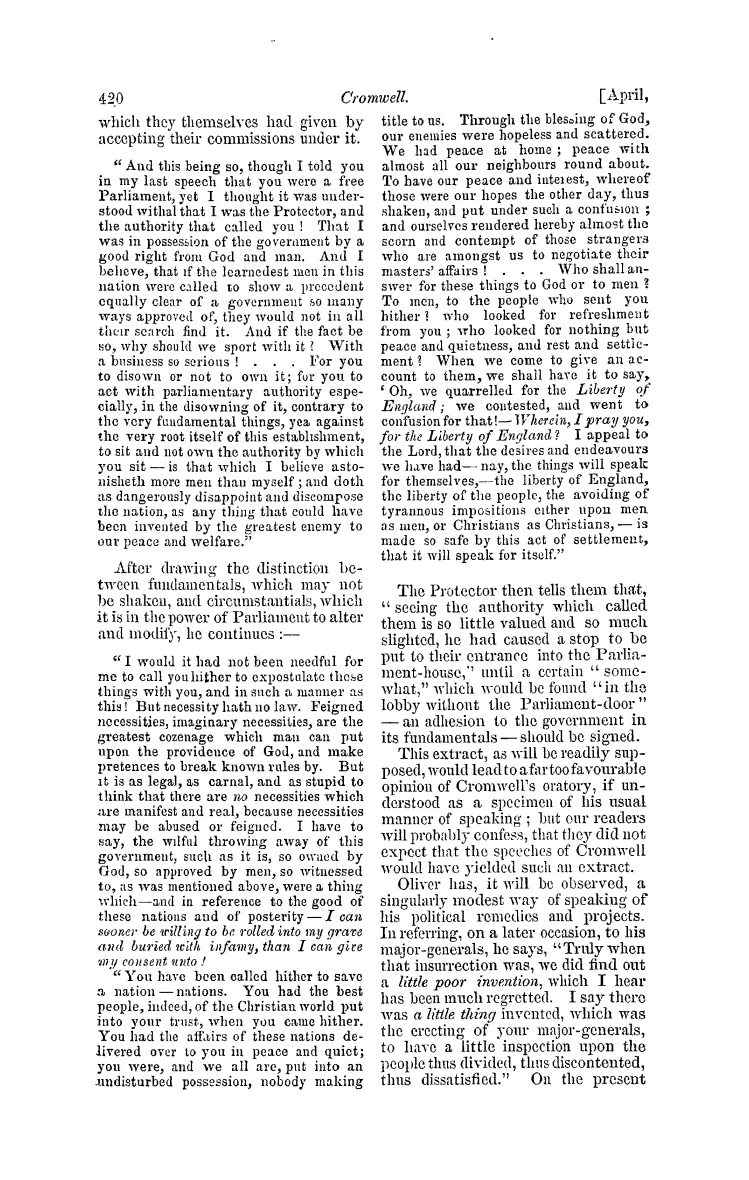 420
Cromwell.
[April,
which they themselves had given by
accepting their commissions under it.
“And this being so, though I told you
in my last speech that you were a free
Parliament, yet I thought it was under-
stood withal that I was the Protector, and
the authority that called you! That I
was in possession of the government by a
good right from God and man. And I
believe, that if the learnedest men in this
nation were called to show a precedent
equally clear of a government so many
ways approved of, they would not in all
their search find it. And if the fact be
so, why should we sport with it? With
a business so serious! . . . For you
to disown or not to own it; for you to
act with parliamentary authority espe-
cially, in the disowning of it, contrary to
the very fundamental things, yea against
the very root itself of this establishment,
to sit and not own the authority by which
you sit — is that which I believe asto-
nisheth more men than myself; and doth
as dangerously disappoint and discompose
the nation, as any thing that could have
been invented by the greatest enemy to
our peace and welfare.”
After drawing the distinction be-
tween fundamentals, which may not
be shaken, and circumstantials, which
it is in the power of Parliament to alter
and modify, he continues :—
“I would it had not been needful for
me to call you hither to expostulate these
things with you, and in such a manner as
this! But necessity hath no law. Feigned
necessities, imaginary necessities, are the
greatest cozenage which man can put
upon the providence of God, and make
pretences to break known rules by. But
it is as legal, as carnal, and as stupid to
think that there are no necessities which
are manifest and real, because necessities
may be abused or feigned. I have to
say, the wilful throwing away of this
government, such as it is, so owned by
God, so approved by men, so witnessed
to, as was mentioned above, were a thing
which—and in reference to the good of
these nations and of posterity — I can
sooner be willing to be rolled into my grave
and buried with infamy, than I can give
my consent unto!
“You have been called hither to save
a nation — nations. You had the best
people, indeed, of the Christian world put
into your trust, when you came hither.
You had the affairs of these nations de-
livered over to you in peace and quiet;
you were, and we all are, put into an
undisturbed possession, nobody making
title to us. Through the blessing of God,
our enemies were hopeless and scattered.
We had peace at home; peace with
almost all our neighbours round about.
To have our peace and interest, whereof
those were our hopes the other day, thus
shaken, and put under such a confusion;
and ourselves rendered hereby almost the
scorn and contempt of those strangers
who are amongst us to negotiate their
masters' affairs! . . . Who shall an-
swer for these things to God or to men?
To men, to the people who sent you
hither? who looked for refreshment
from you; who looked for nothing but
peace and quietness, and rest and settle-
ment? When we come to give an ac-
count to them, we shall have it to say,
‘Oh, we quarrelled for the Liberty of
England; we contested, and went to
confusion for that!—Wherein, I pray you,
for the Liberty of England? I appeal to
the Lord, that the desires and endeavours
we have had— nay, the things will speak
for themselves,—the liberty of England,
the liberty of the people, the avoiding of
tyrannous impositions either upon men
as men, or Christians as Christians, — is
made so safe by this act of settlement,
that it will speak for itself.”
The Protector then tells them that,
“seeing the authority which called
them is so little valued and so much
slighted, he had caused a stop to be
put to their entrance into the Parlia-
ment-house,” until a certain “some-
what,” which would be found “in the
lobby without the Parliament-door”
— an adhesion to the government in
its fundamentals — should be signed.
This extract, as will be readily sup-
posed, would lead to a far too favourable
opinion of Cromwell's oratory, if un-
derstood as a specimen of his usual
manner of speaking; but our readers
will probably confess, that they did not
expect that the speeches of Cromwell
would have yielded such an extract.
Oliver has, it will be observed, a
singularly modest way of speaking of
his political remedies and projects.
In referring, on a later occasion, to his
major-generals, he says, “Truly when
that insurrection was, we did find out
a little poor invention, which I hear
has been much regretted. I say there
was a little thing invented, which was
the erecting of your major-generals,
to have a little inspection upon the
people thus divided, thus discontented,
thus dissatisfied.” On the present